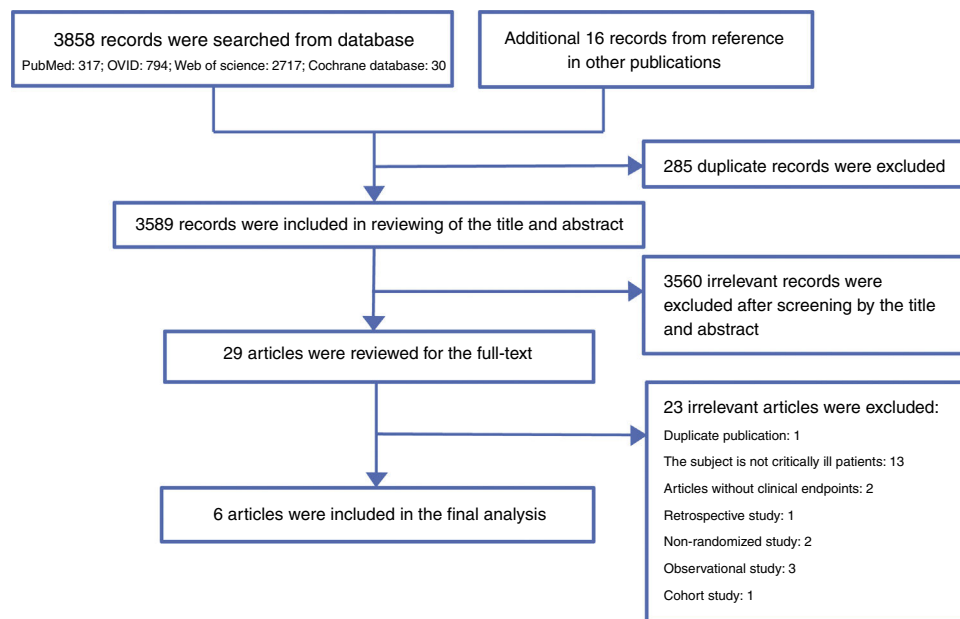 3858 records were searched from database
PubMed: 317; OVID: 794; Web of science: 2717; Cochrane database: 30
Additional 16 records from reference
in other publications
285 duplicate records were excluded
3589 records were included in reviewing of the title and abstract
3560 irrelevant records were
excluded after screening by the title
and abstract
29 articles were reviewed for the full-text
23 irrelevant articles were excluded:
Duplicate publication: 1
The subject is not critically ill patients: 13
Articles without clinical endpoints: 2
Retrospective study: 1
Non-randomized study: 2
Observational study: 3
Cohort study: 1
6 articles were included in the final analysis